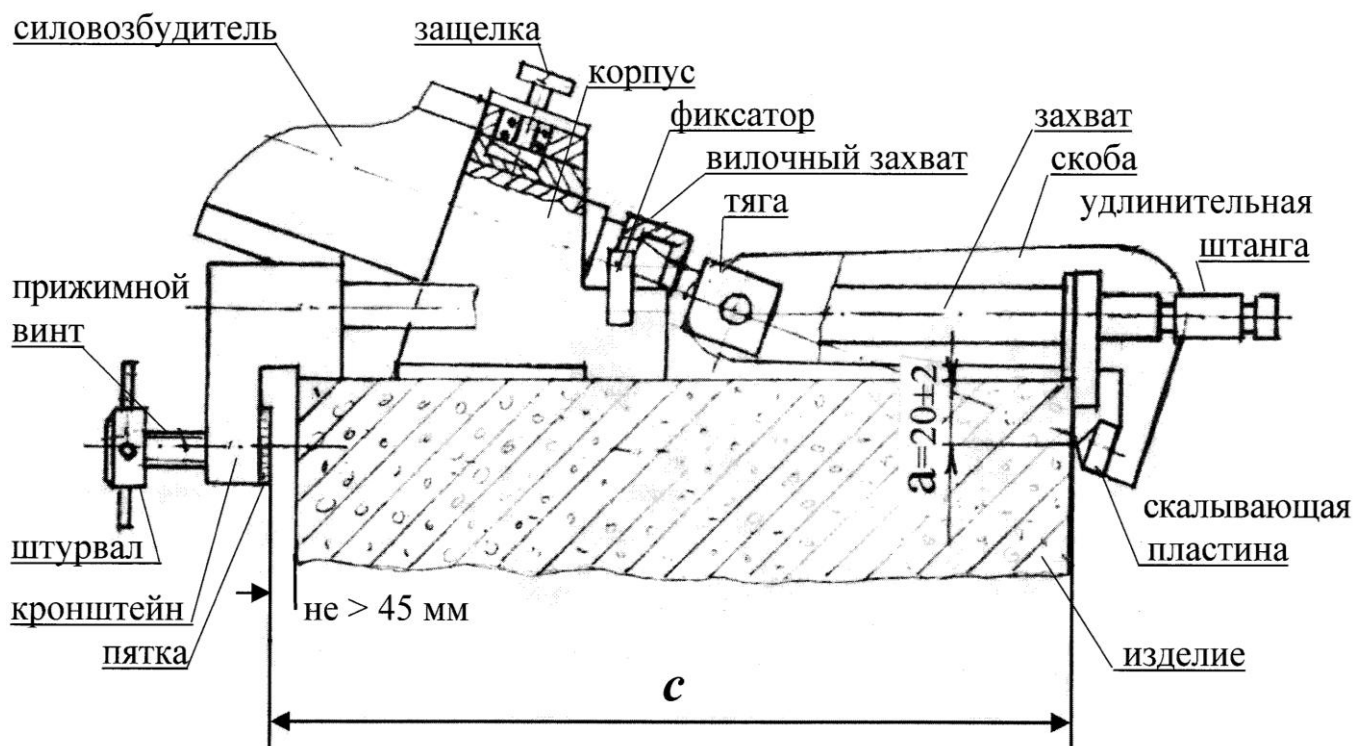 силовозбудитель
защелка
корпус
фиксатор
вилочный захват
тяга
захват
скоба
удлинительная
штанга
прижимной
винт
a=20±2
штурвал
кронштейн
пятка
не > 45 мм
скалывающая
пластина
изделие
c